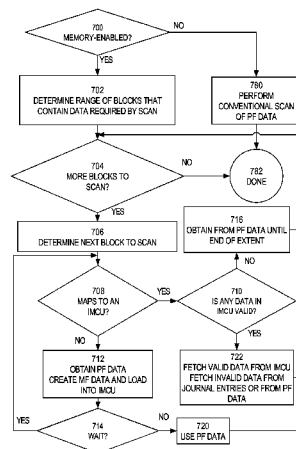 700
MEMORY-ENABLED?
NO
YES
702
DETERMINE RANGE OF BLOCKS THAT
CONTAIN DATA REQUIRED BY SCAN
780
PERFORM
CONVENTIONAL SCAN
OF PF DATA
704
MORE BLOCKS TO
SCAN?
NO
782
DONE
YES
706
DETERMINE NEXT BLOCK TO SCAN
716
OBTAIN FROM PF DATA UNTIL
END OF EXTENT
NO
708
MAPS TO AN
IMCU?
YES
710
IS ANY DATA IN
IMCU VALID?
NO
YES
712
OBTAIN PF DATA
CREATE MF DATA AND LOAD
INTO IMCU
722
FETCH VALID DATA FROM IMCU
FETCH INVALID DATA FROM
JOURNAL ENTRIES OR FROM PF
DATA
YES
714
WAIT?
NO
720
USE PF DATA